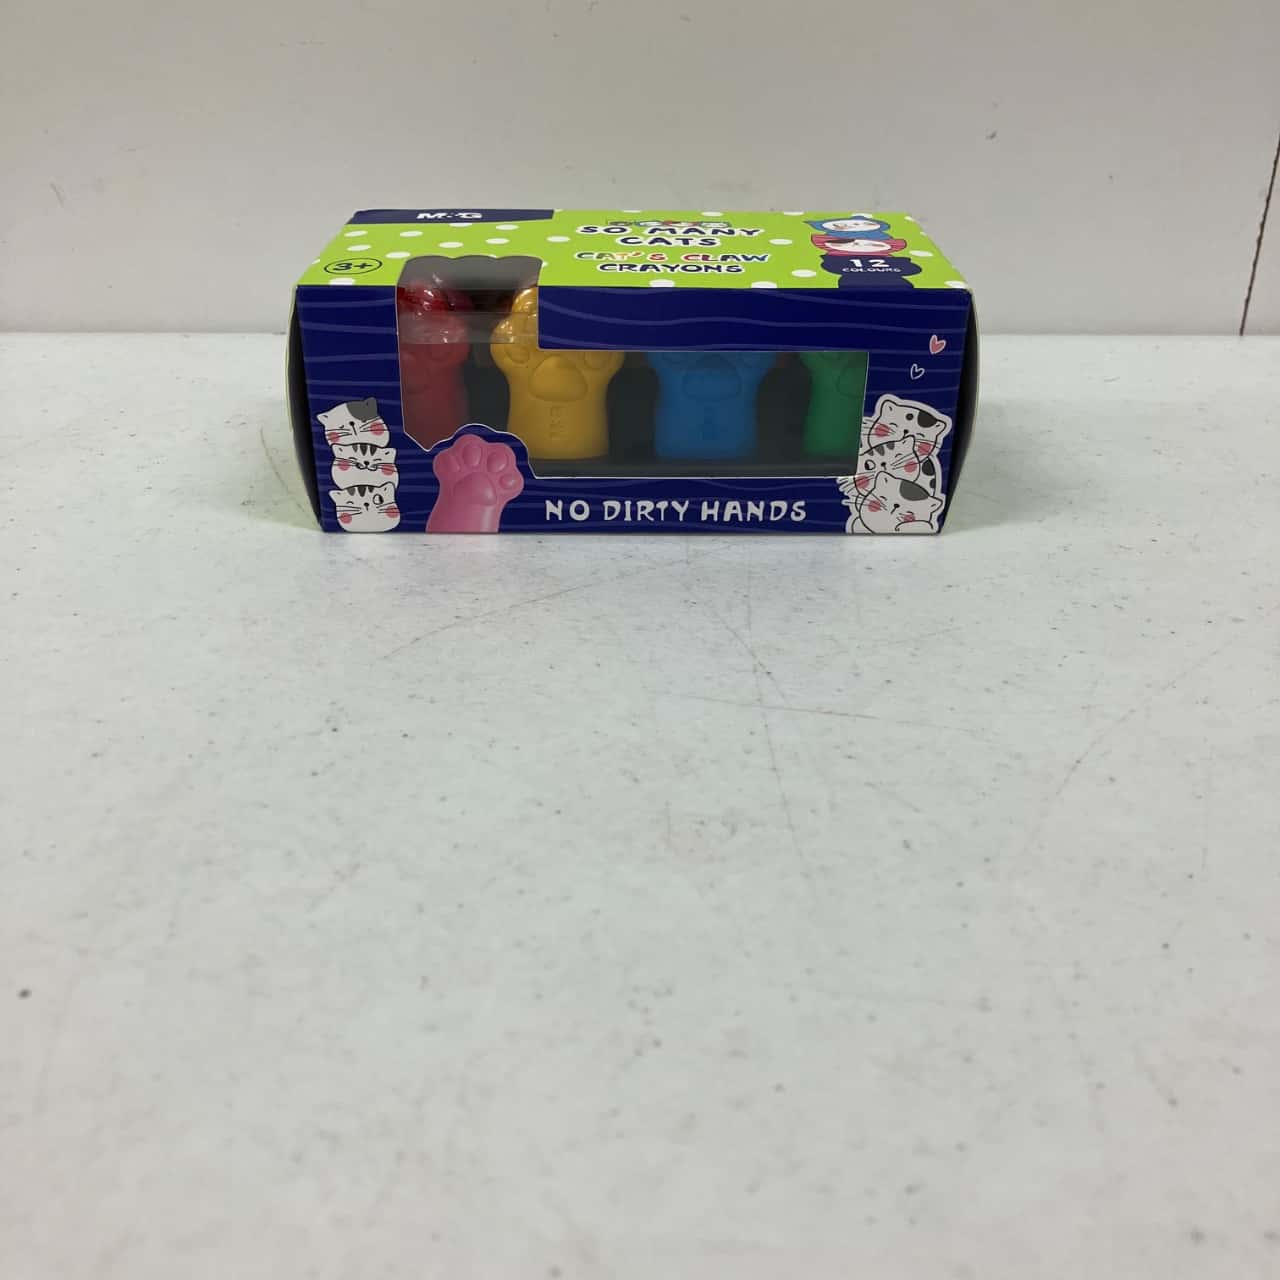 M&G
SO MANY
CATS
CAT'S CLAW
CRAYONS
3+
12
COLOURS
M&G
NO DIRTY HANDS